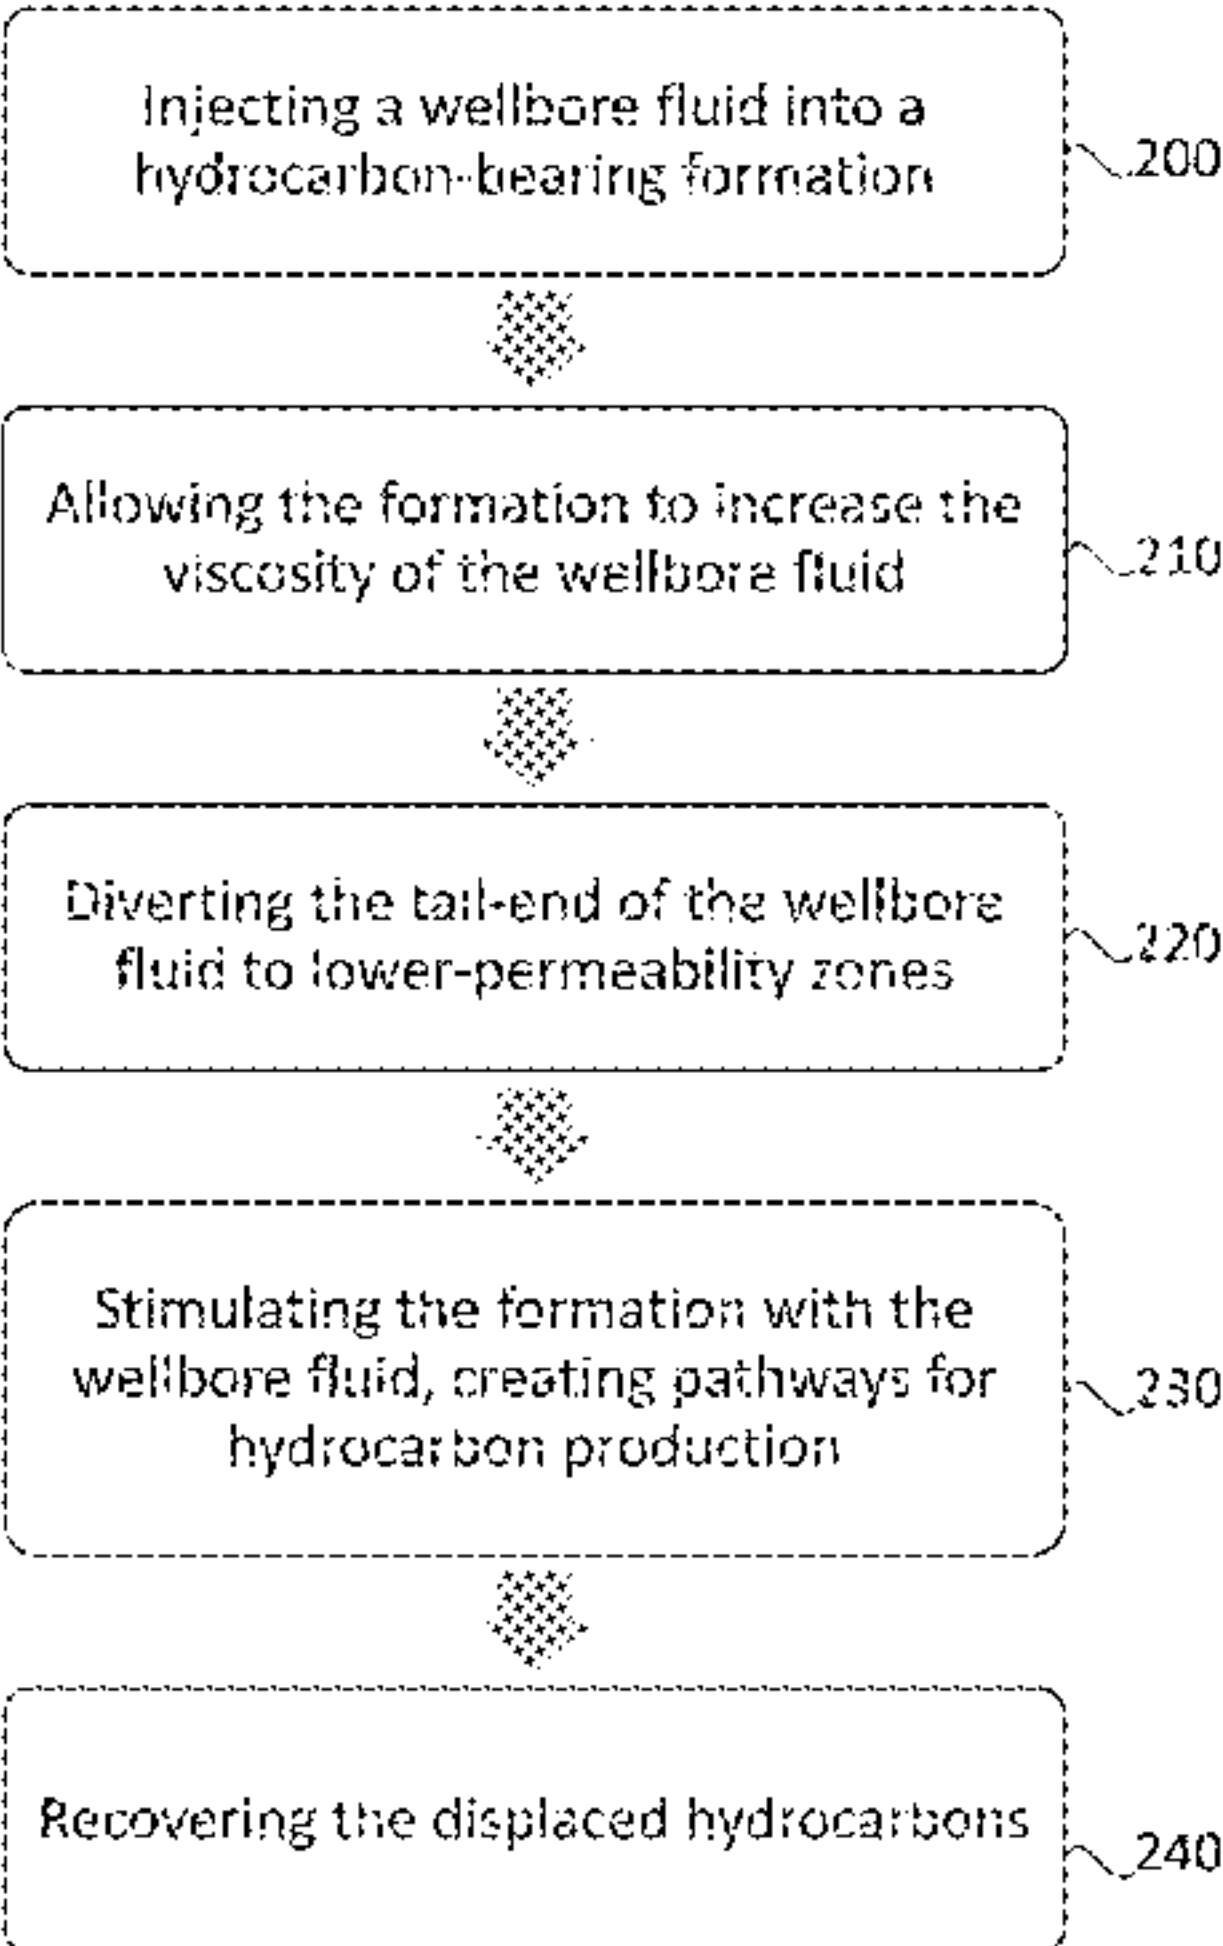 Injecting a wellbore fluid into a
hydrocarbon-bearing formation
200
Allowing the formation to increase the
viscosity of the wellbore fluid
210
Diverting the tail-end of the wellbore
fluid to lower-permeability zones
220
Stimulating the formation with the
wellbore fluid, creating pathways for
hydrocarbon production
230
Recovering the displaced hydrocarbons
240